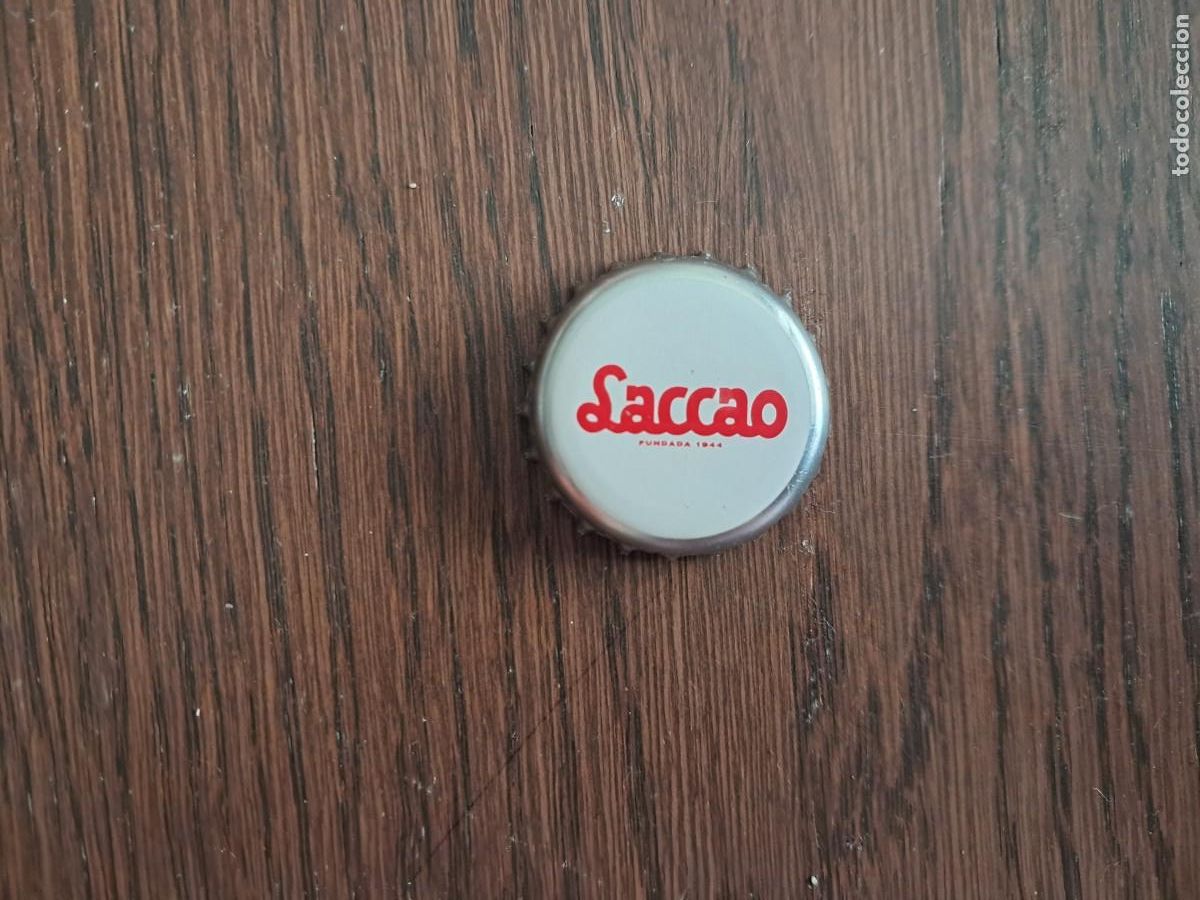 Laccao
FUNDADA 1944
todocoleccion